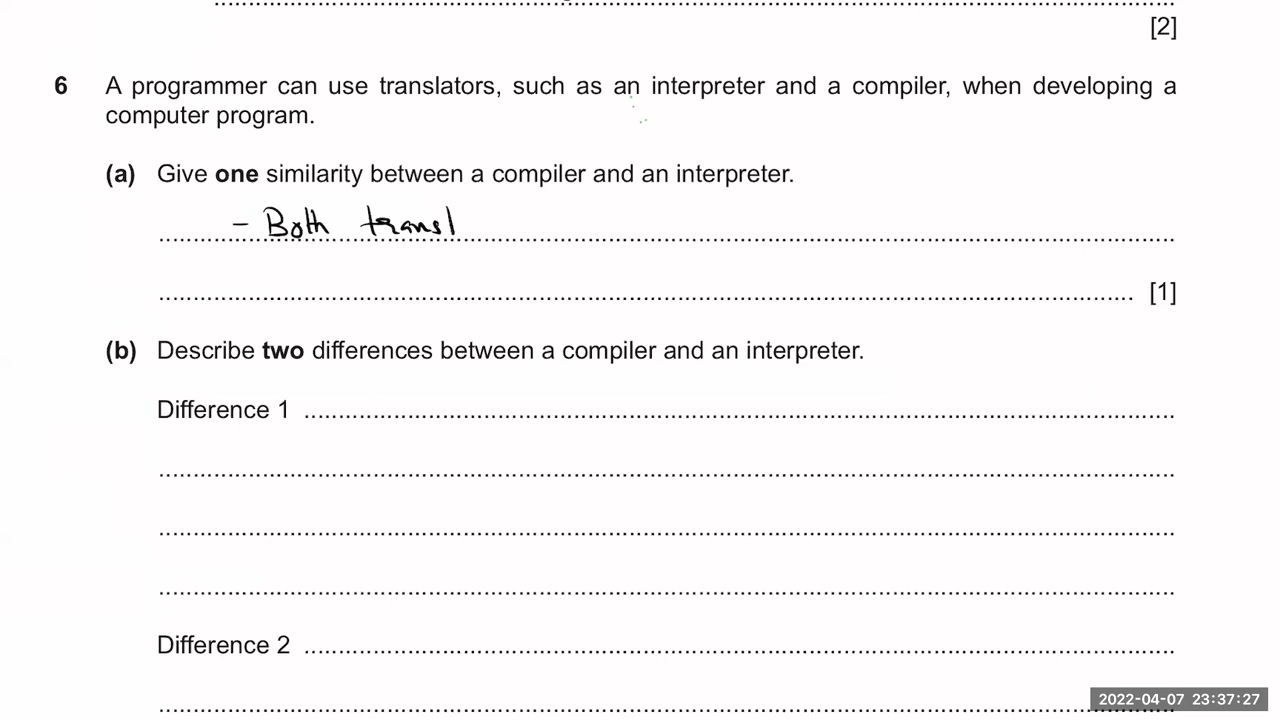 [2]
6 A programmer can use translators, such as an interpreter and a compiler, when developing a
computer program.
(a) Give one similarity between a compiler and an interpreter.
- Both transl
[1]
(b) Describe two differences between a compiler and an interpreter.
Difference 1
Difference 2
2022-04-07 23:37:27